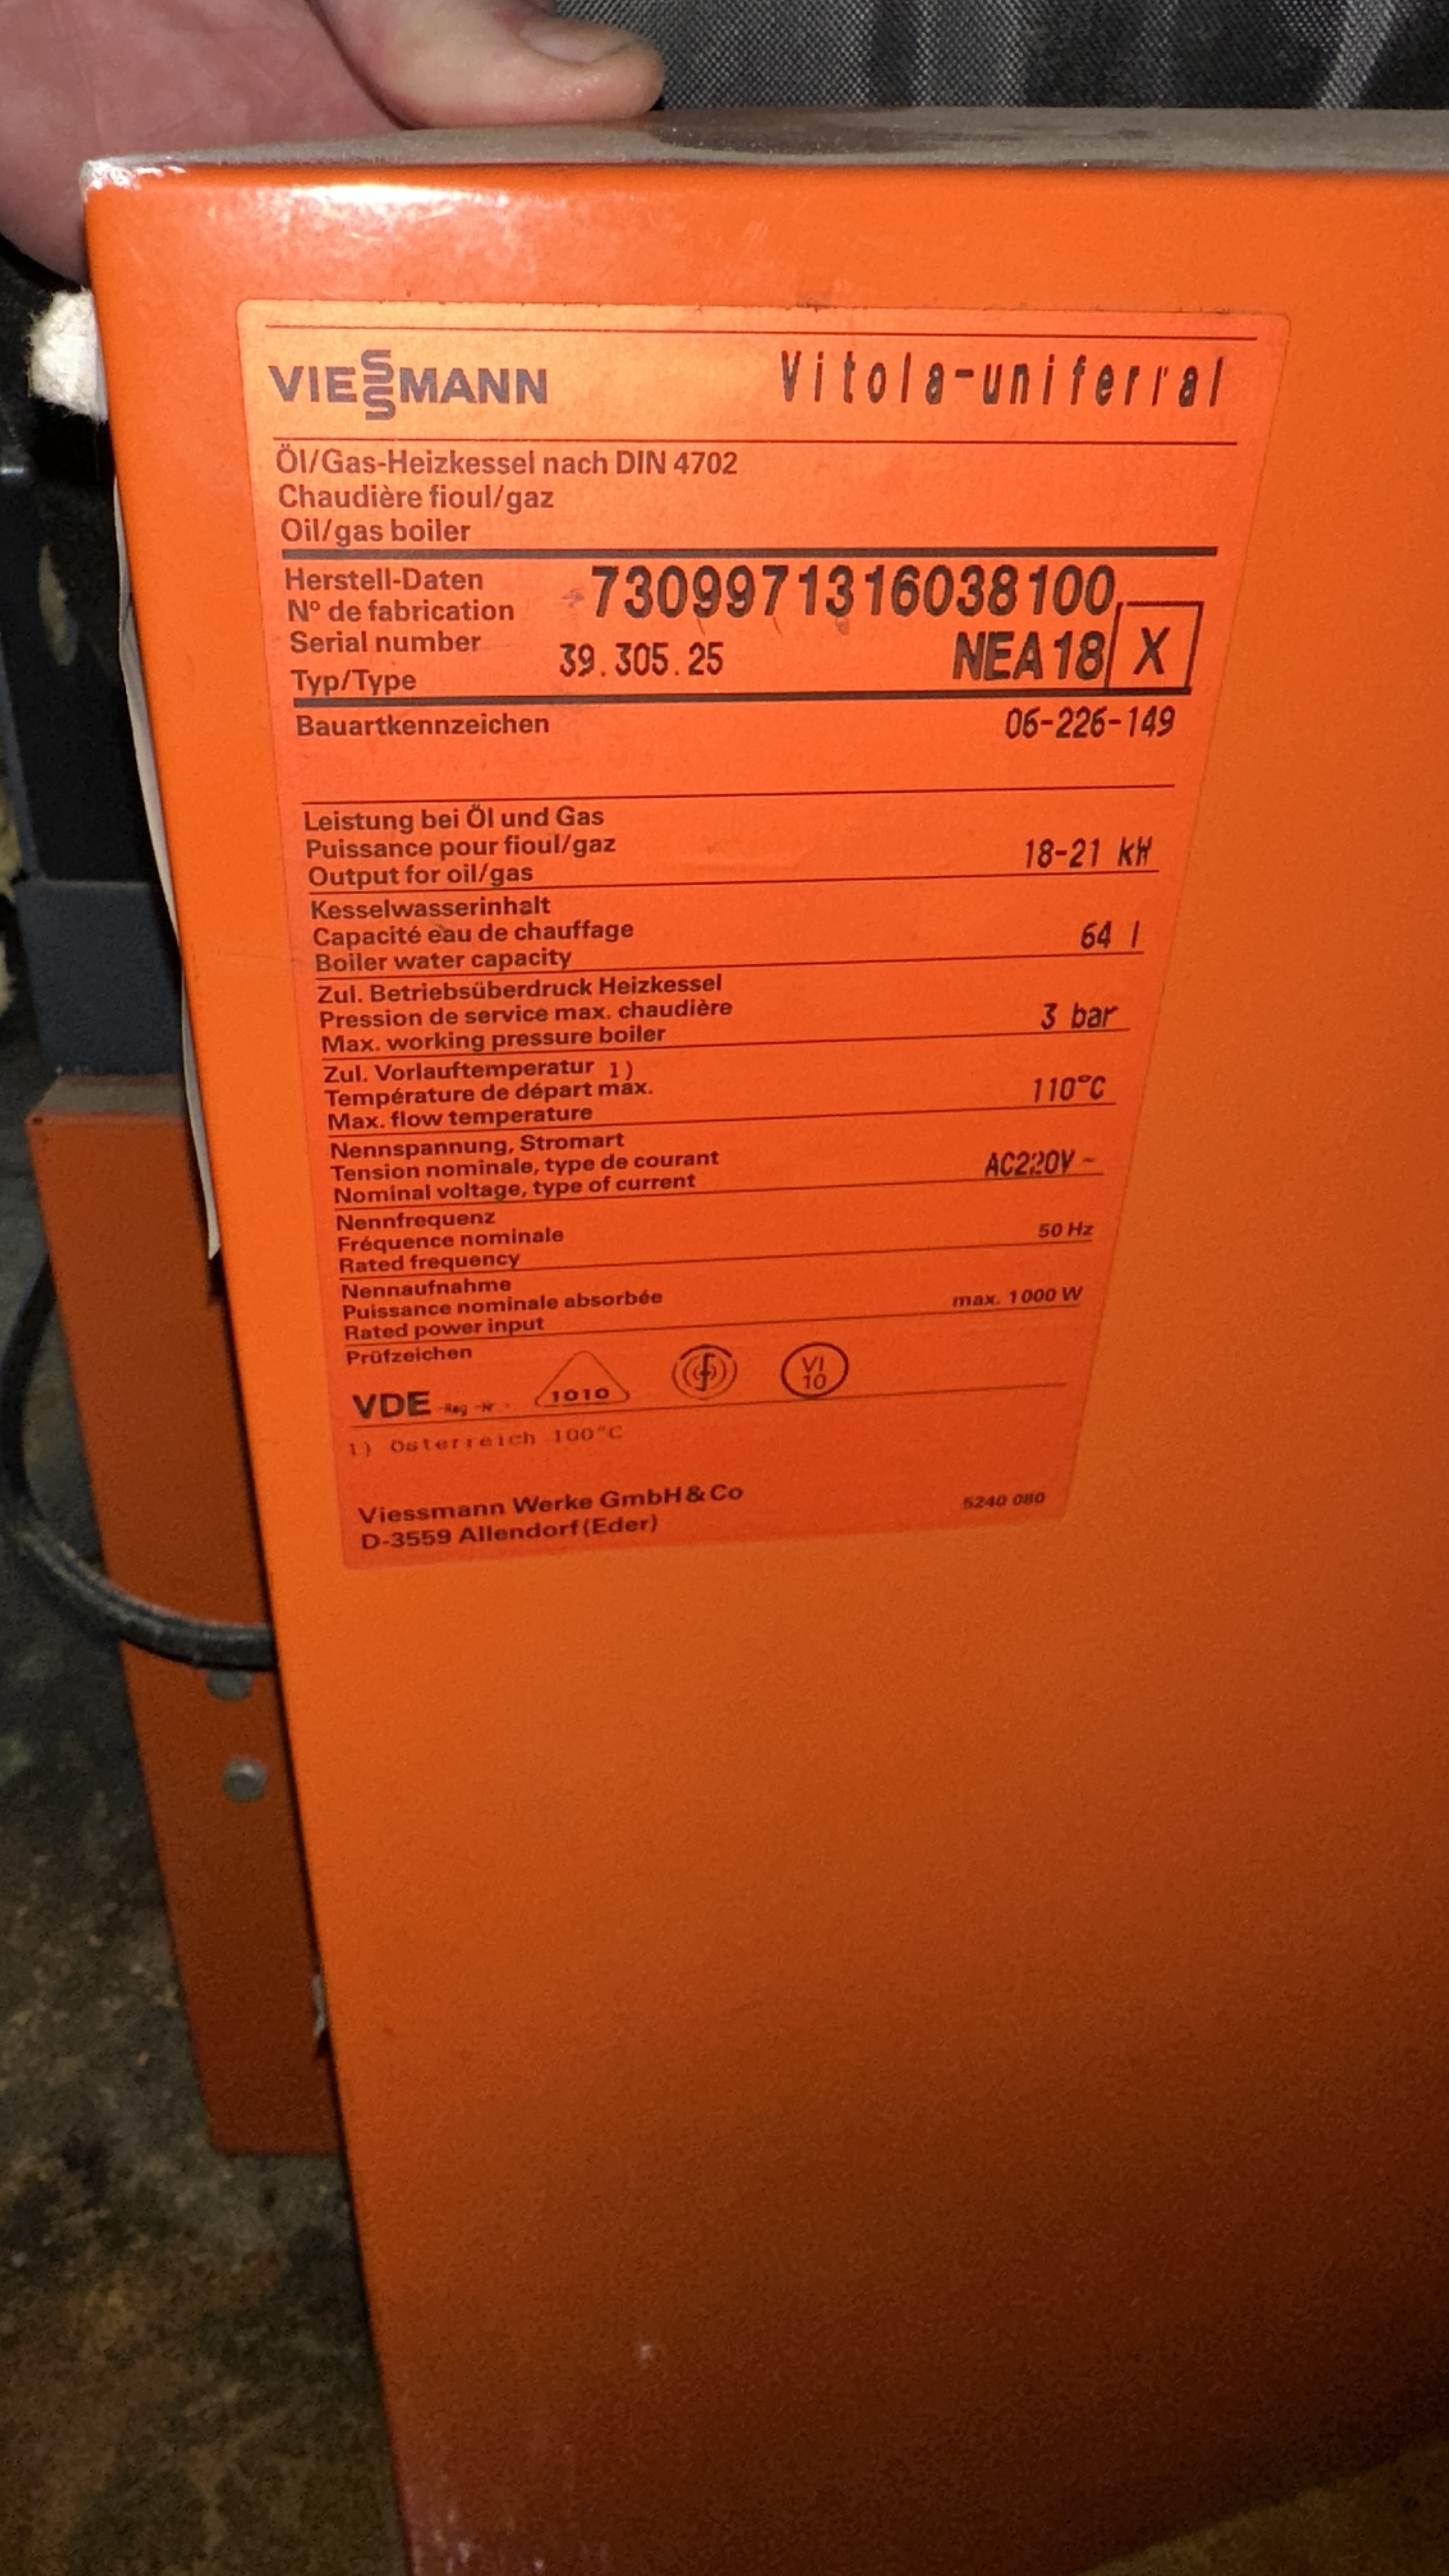 VIESSMANN Vitola-uniferral
Öl/Gas-Heizkessel nach DIN 4702
Chaudière fioul/gaz
Oil/gas boiler
Herstell-Daten 7309971316038100
Nº de fabrication
Serial number 39.305.25 NEA18 X
Typ/Type
Bauartkennzeichen 06-226-149
Leistung bei Öl und Gas
Puissance pour fioul/gaz 18-21 kW
Output for oil/gas
Kesselwasserinhalt
Capacité eau de chauffage 64 l
Boiler water capacity
Zul. Betriebsüberdruck Heizkessel
Pression de service max. chaudière 3 bar
Max. working pressure boiler
Zul. Vorlauftemperatur 1)
Température de départ max. 110°C
Max. flow temperature
Nennspannung, Stromart
Tension nominale, type de courant AC220V ~
Nominal voltage, type of current
Nennfrequenz
Fréquence nominale 50 Hz
Rated frequency
Nennaufnahme
Puissance nominale absorbée max. 1000 W
Rated power input
Prüfzeichen
VDE -Reg.-Nr. 1010 VI 10
1) Österreich 100°C
Viessmann Werke GmbH & Co
D-3559 Allendorf (Eder) 5240 080